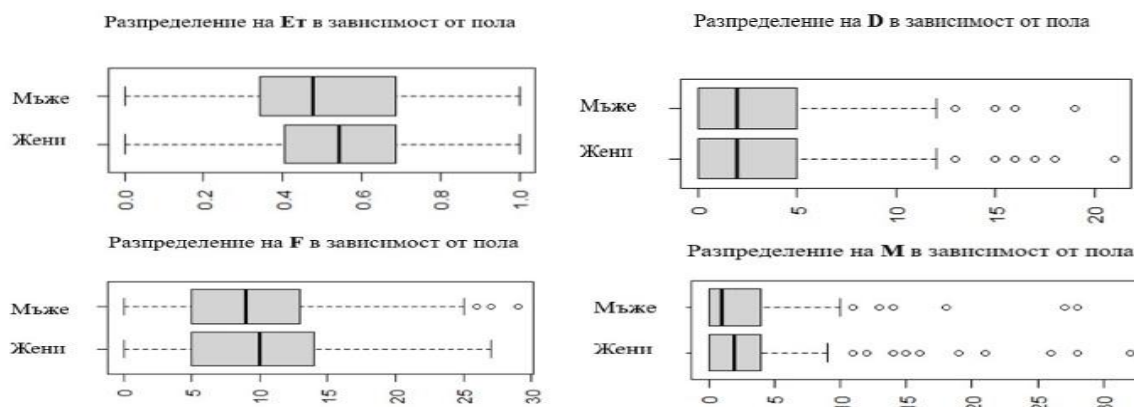 Разпределение на Ет в зависимост от пола
Мъже
Жени
0.0 0.2 0.4 0.6 0.8 1.0
Разпределение на D в зависимост от пола
Мъже
Жени
0 5 10 15 20
Разпределение на F в зависимост от пола
Мъже
Жени
0 5 10 15 20 25 30
Разпределение на M в зависимост от пола
Мъже
Жени
0 5 10 15 20 25 30